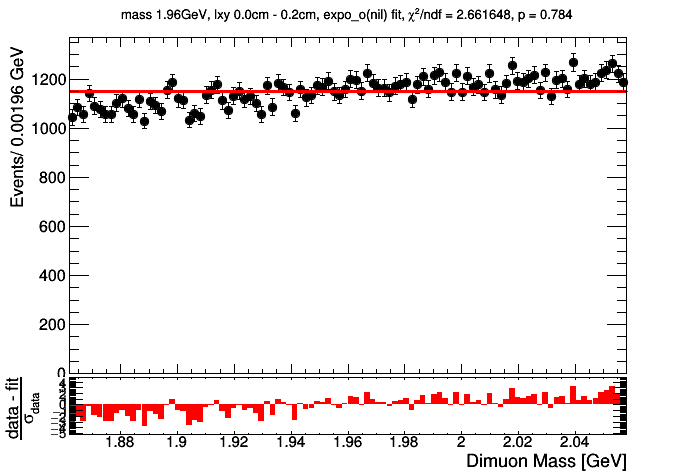 mass 1.96GeV, lxy 0.0cm - 0.2cm, expo_o(nil) fit, χ²/ndf = 2.661648, p = 0.784
Events/ 0.00196 GeV
1200
1000
800
600
400
200
0
data - fit
σdata
4
0
1.88 1.9 1.92 1.94 1.96 1.98 2 2.02 2.04
Dimuon Mass [GeV]